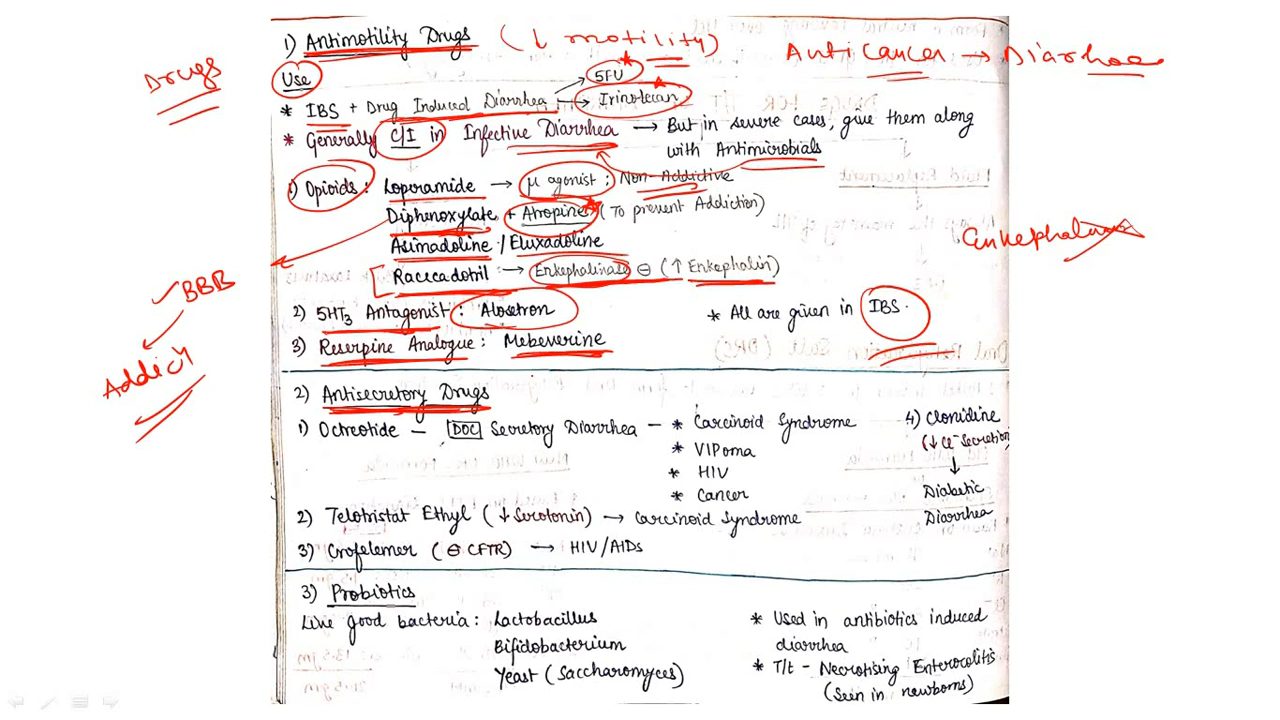 Drugs
1) Antimotility Drugs (↓ motility)
Anticancer → Diarrhoea
Use
* IBS + Drug Induced Diarrhea → 5FU
→ Irinotecan
* Generally C/I in Infective Diarrhea → But in severe cases, give them along
with Antimicrobials
1) Opioids: Loperamide → μ agonist: Non-Addictive
Diphenoxylate + Atropine (To prevent Addiction)
Asimadoline / Eluxadoline
Racecadotril → Enkephalinase ⊖ (↑ Enkephalin)
BBB
Addict
2) 5HT3 Antagonist: Alosetron
* All are given in IBS.
3) Reserpine Analogue: Mebeverine
2) Antisecretory Drugs
1) Octreotide — DOC Secretory Diarrhea — * Carcinoid Syndrome
* VIPoma
* HIV
* Cancer
4) Clonidine
(↓ Cl⁻ Secretion)
↓
Diabetic
Diarrhea
2) Telotristat Ethyl (↓ Serotonin) → Carcinoid Syndrome
3) Crofelemer (⊖ CFTR) → HIV/AIDs
3) Probiotics
Live good bacteria: Lactobacillus
Bifidobacterium
Yeast (Saccharomyces)
* Used in antibiotics induced
diarrhea
* T/t - Necrotising Enterocolitis
(Seen in newborns)